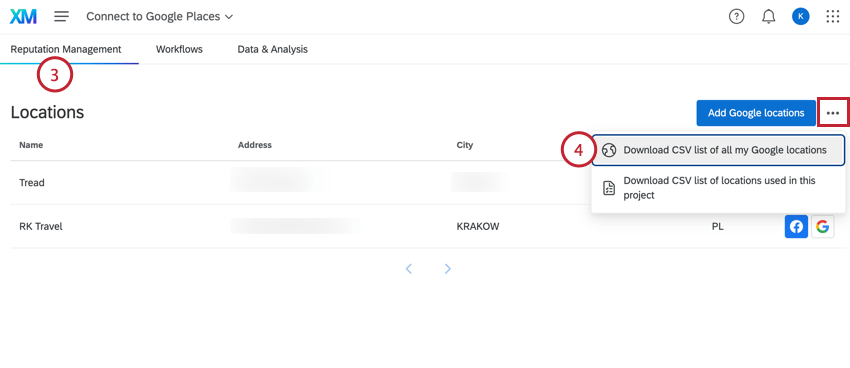 XM
Connect to Google Places
?
K
Reputation Management
Workflows
Data & Analysis
3
Locations
Add Google locations
Name
Address
City
4
Download CSV list of all my Google locations
Download CSV list of locations used in this
project
Tread
RK Travel
KRAKOW
PL